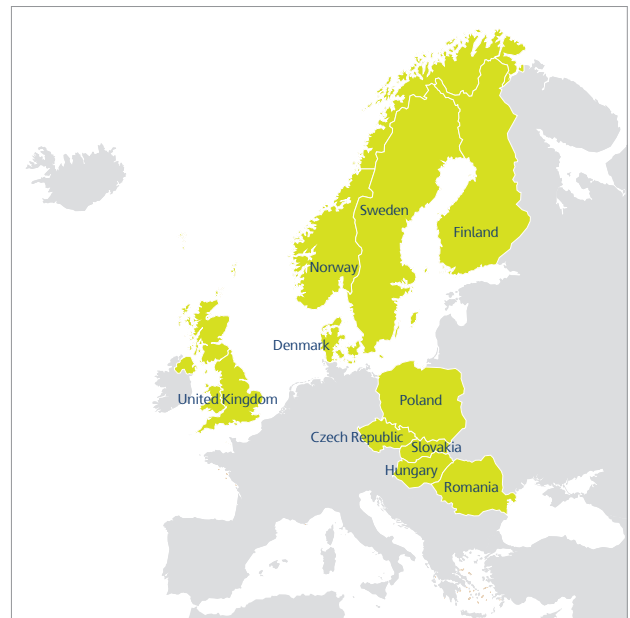 Sweden
Finland
Norway
Denmark
United Kingdom
Poland
Czech Republic
Slovakia
Hungary
Romania